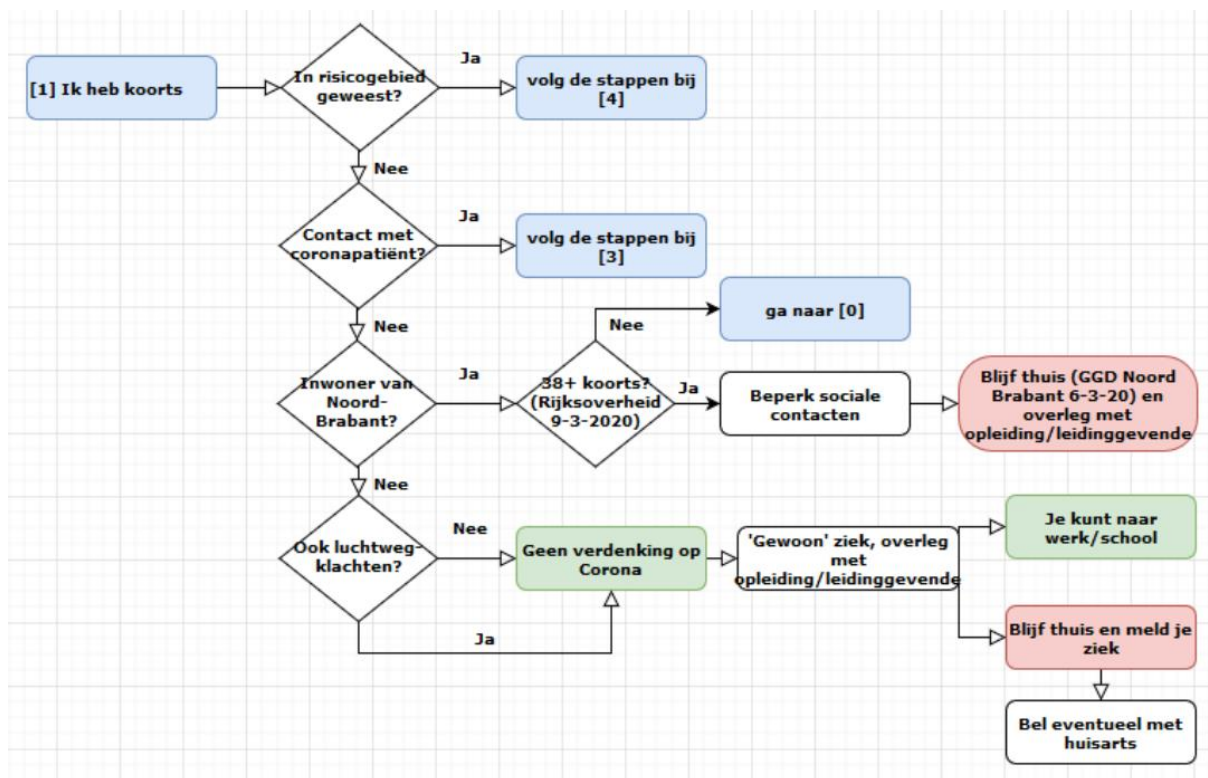 [1] Ik heb koorts
In risicogebied
geweest?
Ja
volg de stappen bij
[4]
Nee
Contact met
coronapatiënt?
Ja
volg de stappen bij
[3]
Nee
Inwoner van
Noord-
Brabant?
Ja
38+ koorts?
(Rijksoverheid
9-3-2020)
Nee
ga naar [0]
Ja
Beperk sociale
contacten
Blijf thuis (GGD Noord
Brabant 6-3-20) en
overleg met
opleiding/leidinggevende
Nee
Ook luchtweg-
klachten?
Nee
Geen verdenking op
Corona
Ja
'Gewoon' ziek, overleg
met
opleiding/leidinggevende
Je kunt naar
werk/school
Blijf thuis en meld je
ziek
Bel eventueel met
huisarts